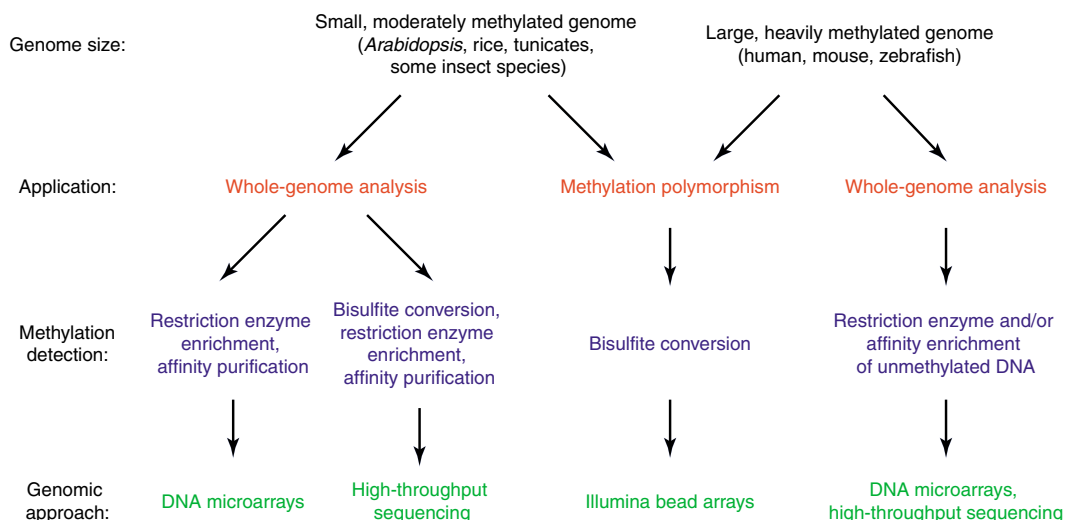 Genome size:
Small, moderately methylated genome
(Arabidopsis, rice, tunicates,
some insect species)
Large, heavily methylated genome
(human, mouse, zebrafish)
Application:
Whole-genome analysis
Methylation polymorphism
Whole-genome analysis
Methylation
detection:
Restriction enzyme
enrichment,
affinity purification
Bisulfite conversion,
restriction enzyme
enrichment,
affinity purification
Bisulfite conversion
Restriction enzyme and/or
affinity enrichment
of unmethylated DNA
Genomic
approach:
DNA microarrays
High-throughput
sequencing
Illumina bead arrays
DNA microarrays,
high-throughput sequencing